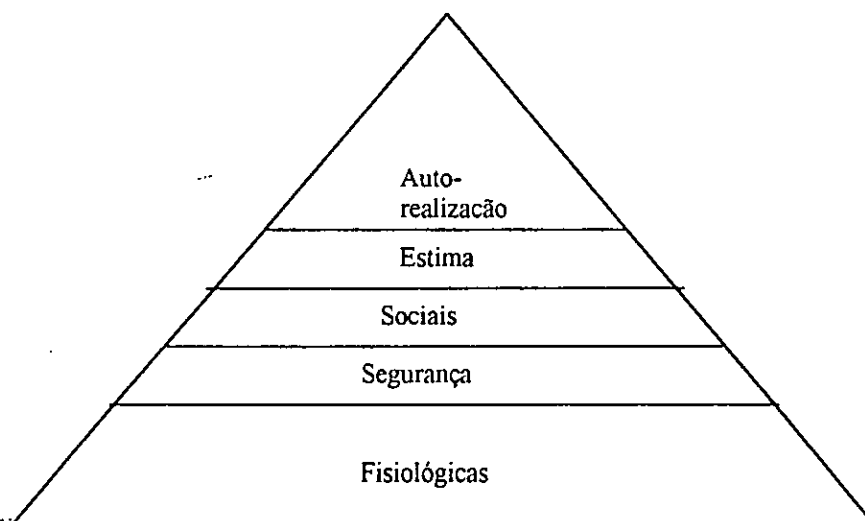 Auto-
realizacão
Estima
Sociais
Segurança
Fisiológicas